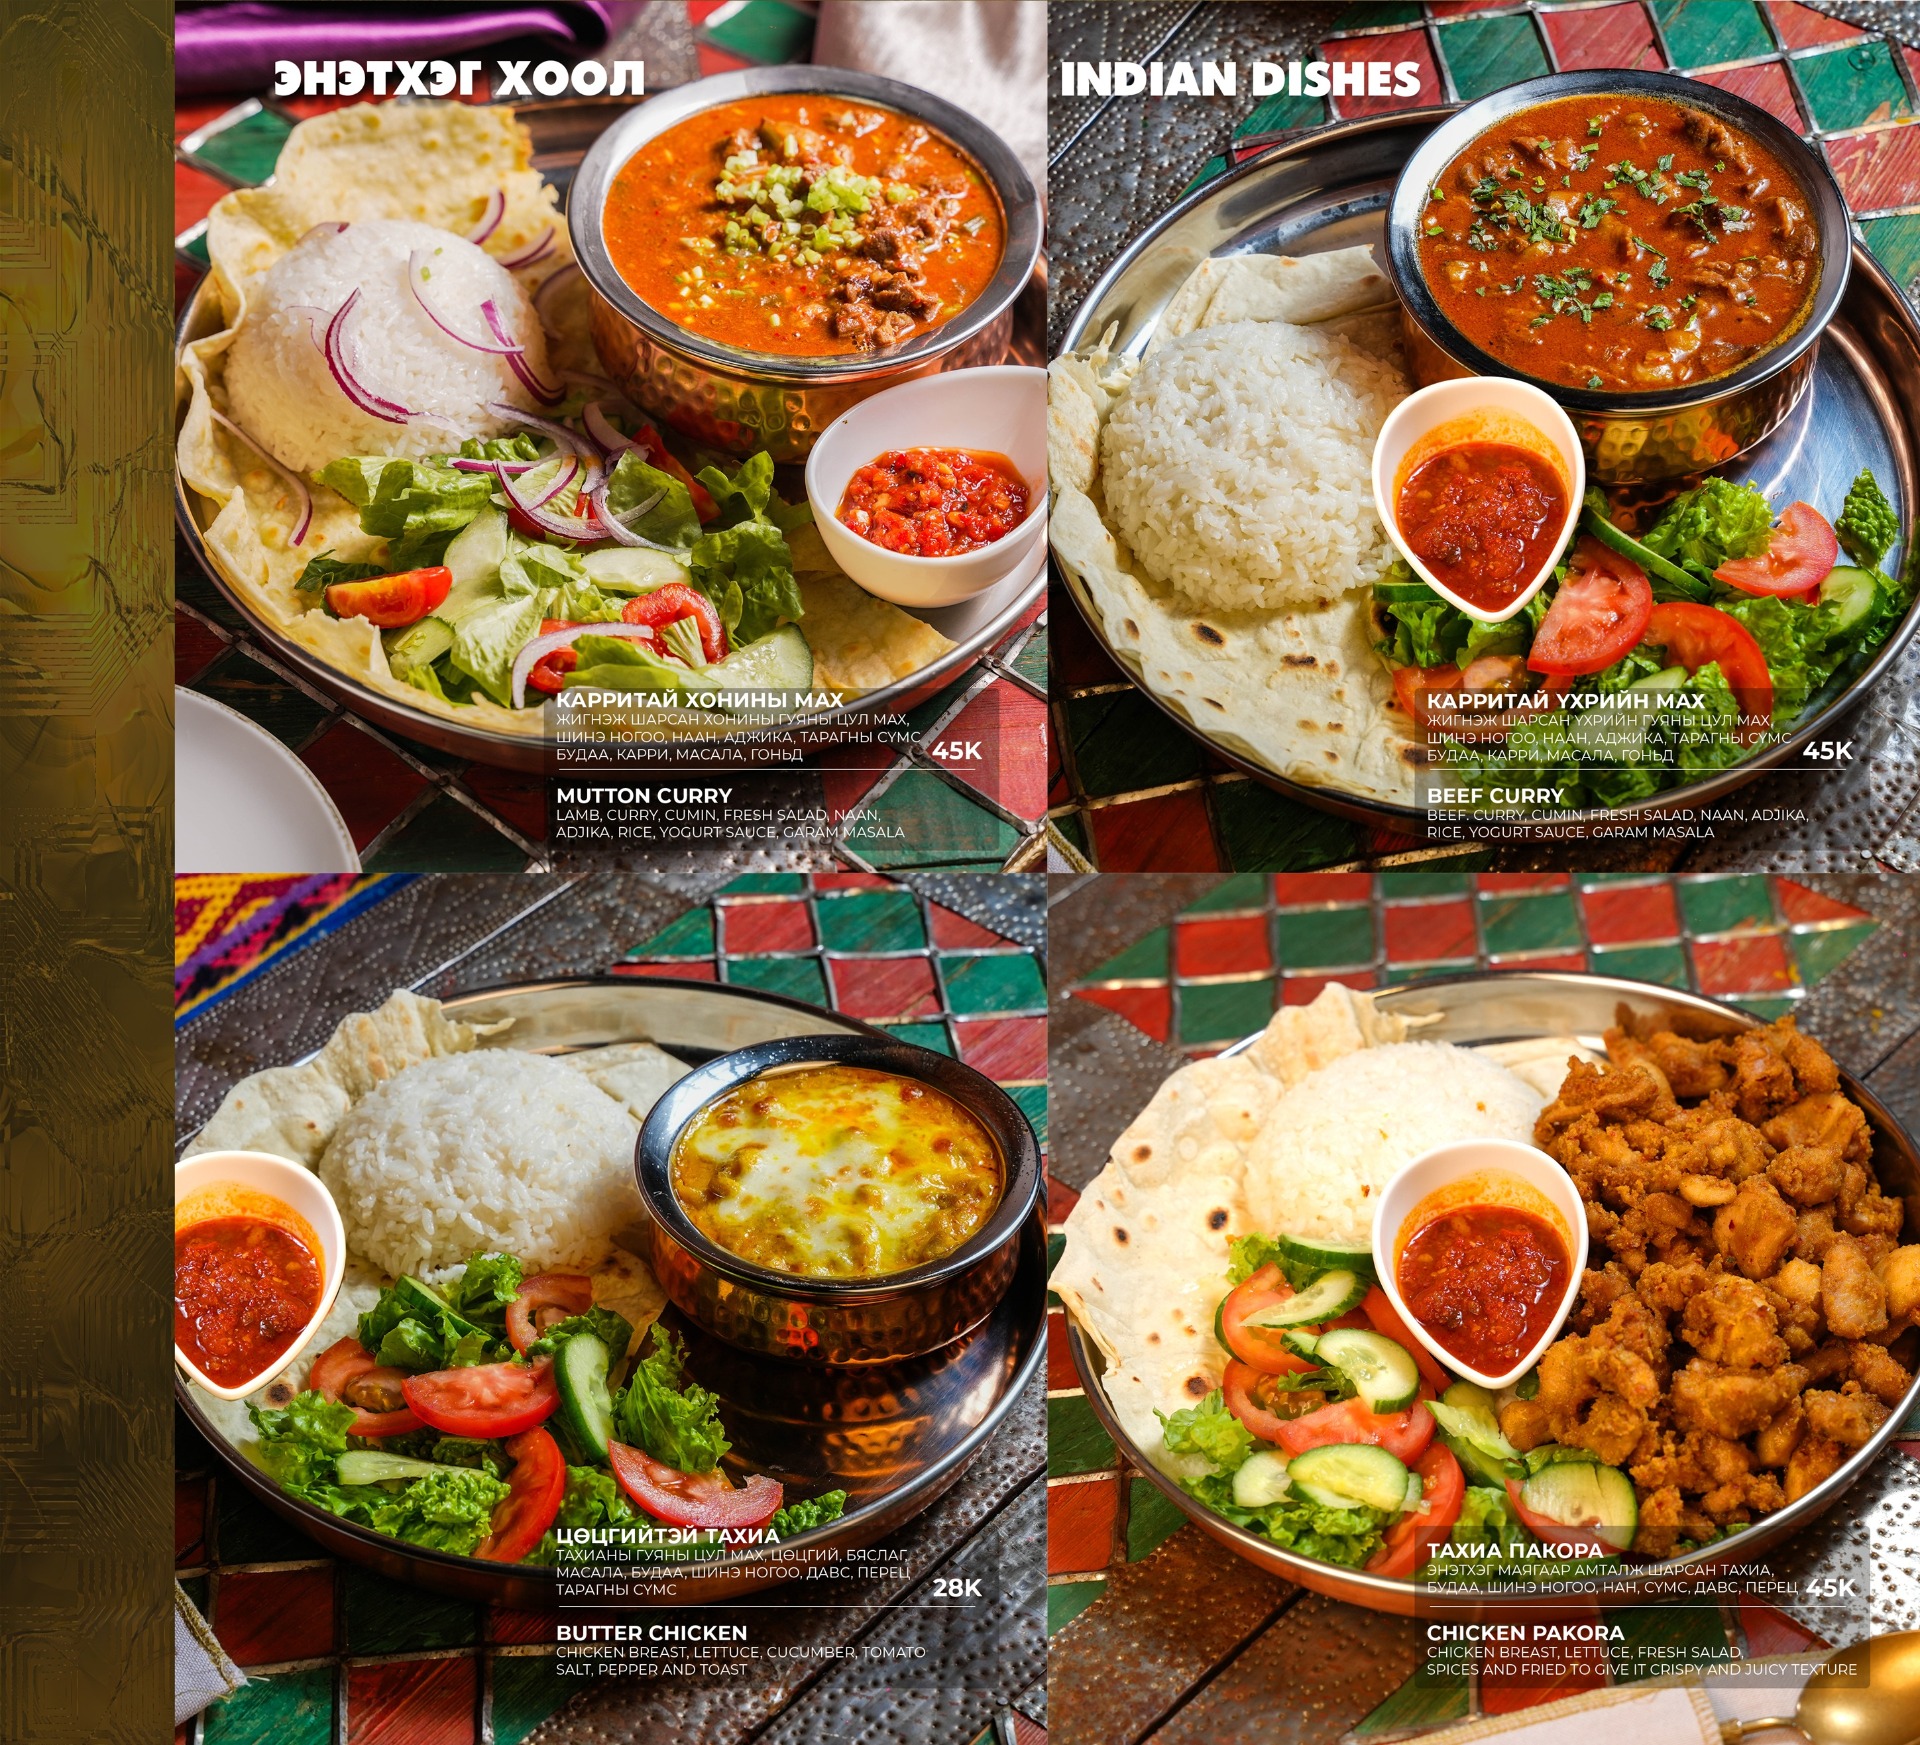 ЭНЭТХЭГ ХООЛ
INDIAN DISHES
КАРРИТАЙ ХОНИНЫ МАХ
ЖИГНЭЖ ШАРСАН ХОНИНЫ ГУЯНЫ ЦУЛ МАХ,
ШИНЭ НОГОО, НААН, АДЖИКА, ТАРАГНЫ СҮМС
БУДАА, КАРРИ, МАСАЛА, ГОНЬД
45K
MUTTON CURRY
LAMB, CURRY, CUMIN, FRESH SALAD, NAAN,
ADJIKA, RICE, YOGURT SAUCE, GARAM MASALA
КАРРИТАЙ ҮХРИЙН МАХ
ЖИГНЭЖ ШАРСАН ҮХРИЙН ГУЯНЫ ЦУЛ МАХ,
ШИНЭ НОГОО, НААН, АДЖИКА, ТАРАГНЫ СҮМС
БУДАА, КАРРИ, МАСАЛА, ГОНЬД
45K
BEEF CURRY
BEEF. CURRY, CUMIN, FRESH SALAD, NAAN, ADJIKA,
RICE, YOGURT SAUCE, GARAM MASALA
ЦӨЦГИЙТЭЙ ТАХИА
ТАХИАНЫ ГУЯНЫ ЦУЛ МАХ, ЦӨЦГИЙ, БЯСЛАГ,
МАСАЛА, БУДАА, ШИНЭ НОГОО, ДАВС, ПЕРЕЦ
ТАРАГНЫ СҮМС
28K
BUTTER CHICKEN
CHICKEN BREAST, LETTUCE, CUCUMBER, TOMATO
SALT, PEPPER AND TOAST
ТАХИА ПАКОРА
ЭНЭТХЭГ МАЯГААР АМТАЛЖ ШАРСАН ТАХИА,
БУДАА, ШИНЭ НОГОО, НАН, СҮМС, ДАВС, ПЕРЕЦ
45K
CHICKEN PAKORA
CHICKEN BREAST, LETTUCE, FRESH SALAD,
SPICES AND FRIED TO GIVE IT CRISPY AND JUICY TEXTURE